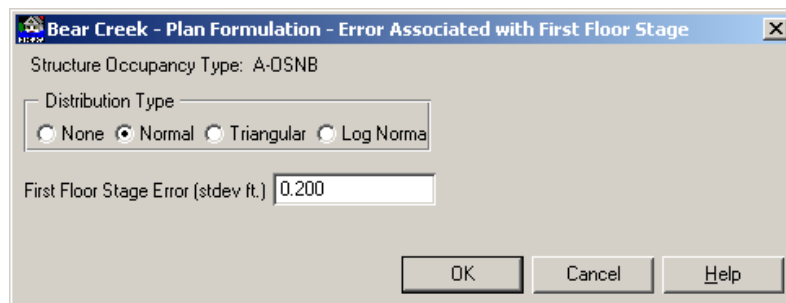 Bear Creek - Plan Formulation - Error Associated with First Floor Stage
Structure Occupancy Type: A-OSNB
Distribution Type
None Normal Triangular Log Norma
First Floor Stage Error (stdev ft.) 0.200
OK Cancel Help